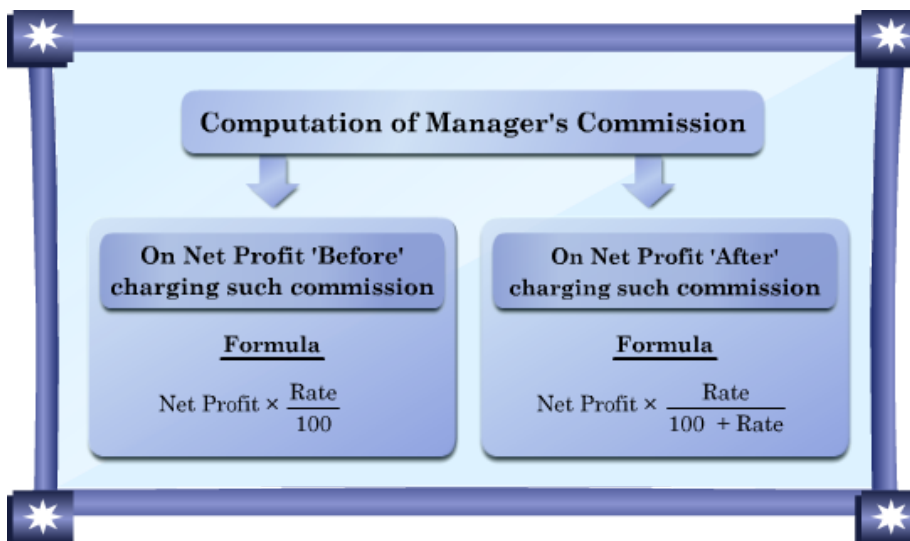 Computation of Manager's Commission
On Net Profit 'Before'
charging such commission
Formula
Net Profit × Rate / 100
On Net Profit 'After'
charging such commission
Formula
Net Profit × Rate / 100 + Rate